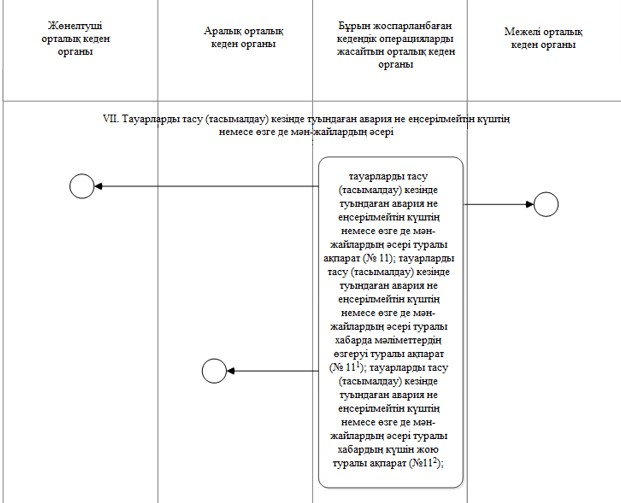 Жөнелтуші
орталық кеден
органы
Аралық орталық
кеден органы
Бұрын жоспарланбаған
кедендік операцияларды
жасайтын орталық кеден
органы
Межелі орталық
кеден органы
VII. Тауарларды тасу (тасымалдау) кезінде туындаған авария не еңсерілмейтін күштің
немесе өзге де мән-жайлардың әсері
тауарларды тасу
(тасымалдау) кезінде
туындаған авария не
еңсерілмейтін күштің
немесе өзге де мән-
жайлардың әсері туралы
ақпарат (№ 11); тауарларды
тасу (тасымалдау) кезінде
туындаған авария не
еңсерілмейтін күштің
немесе өзге де мән-
жайлардың әсері туралы
хабарда мәліметтердің
өзгеруі туралы ақпарат
(№ 11¹); тауарларды тасу
(тасымалдау) кезінде
туындаған авария не
еңсерілмейтін күштің
немесе өзге де мән-
жайлардың әсері туралы
хабардың күшін жою
туралы ақпарат (№11²);